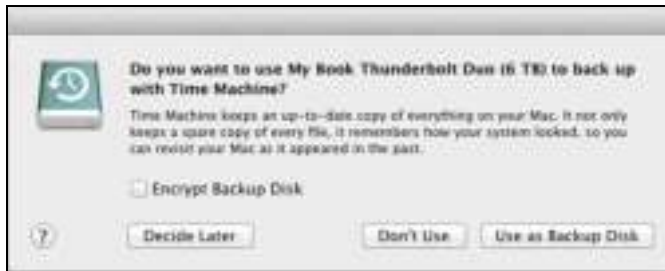 Do you want to use My Book Thunderbolt Duo (6 TB) to back up
with Time Machine?
Time Machine keeps an up-to-date copy of everything on your Mac. It not only
keeps a spare copy of every file, it remembers how your system looked, so you
can revisit your Mac as it appeared in the past.
Encrypt Backup Disk
? Decide Later Don't Use Use as Backup Disk